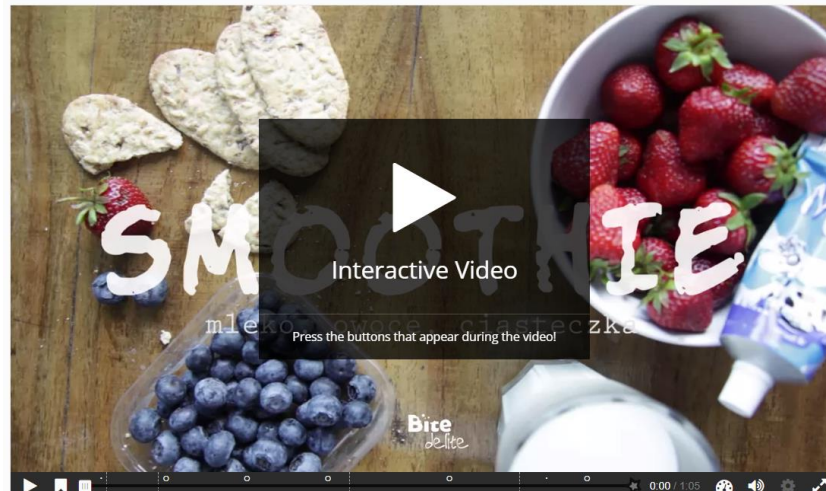 SMOOTHIE
Interactive Video
mleko owoce ciasteczka
Press the buttons that appear during the video!
Bite
delite
0:00 / 1:05